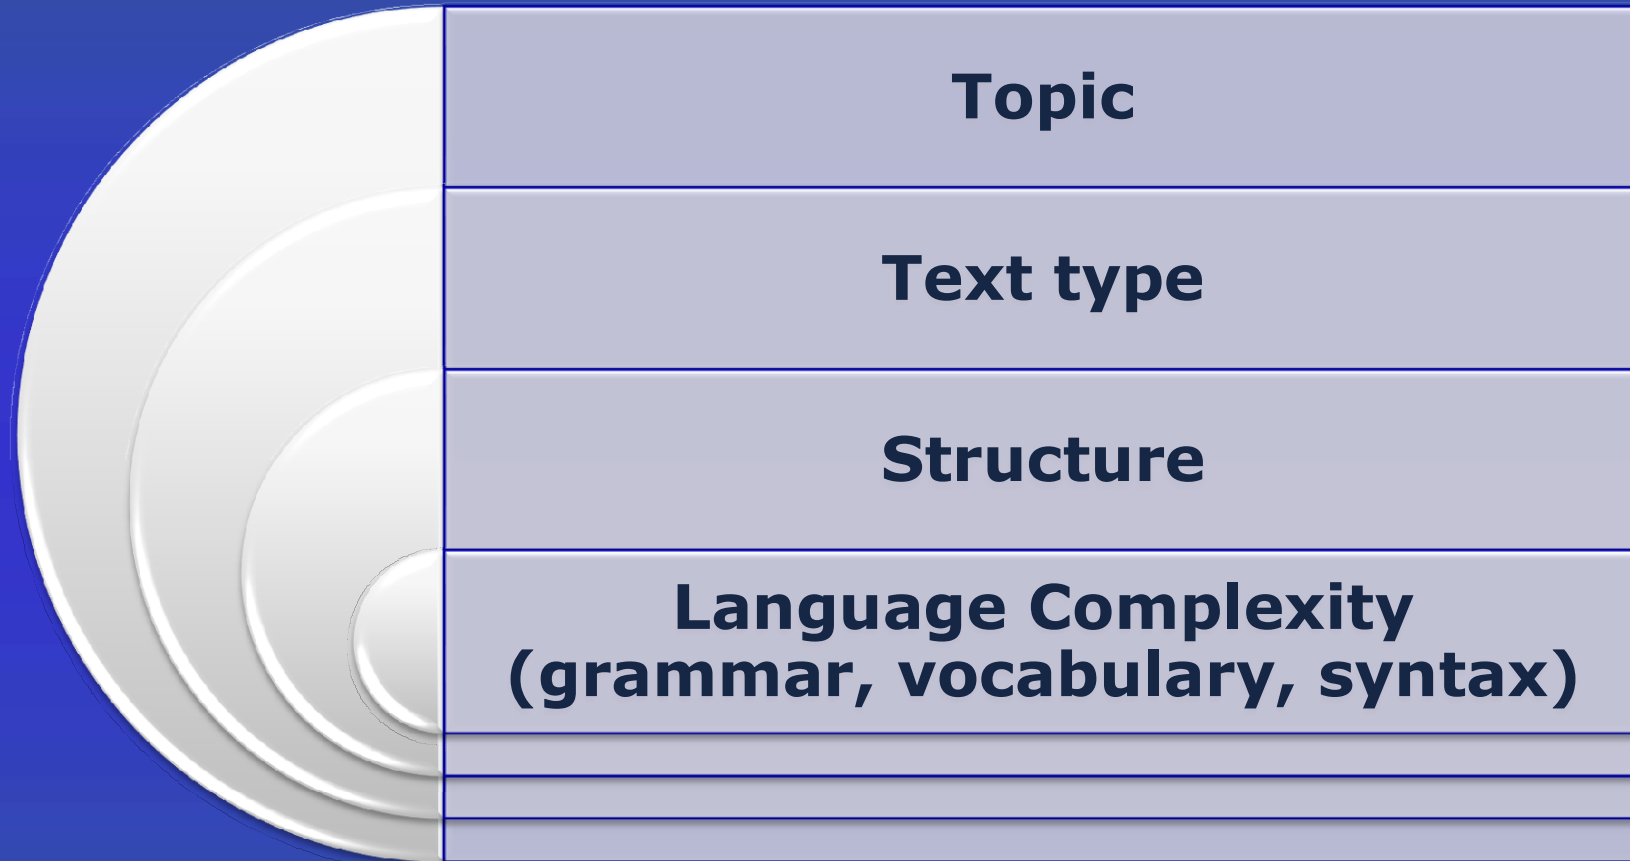 Topic
Text type
Structure
Language Complexity
(grammar, vocabulary, syntax)